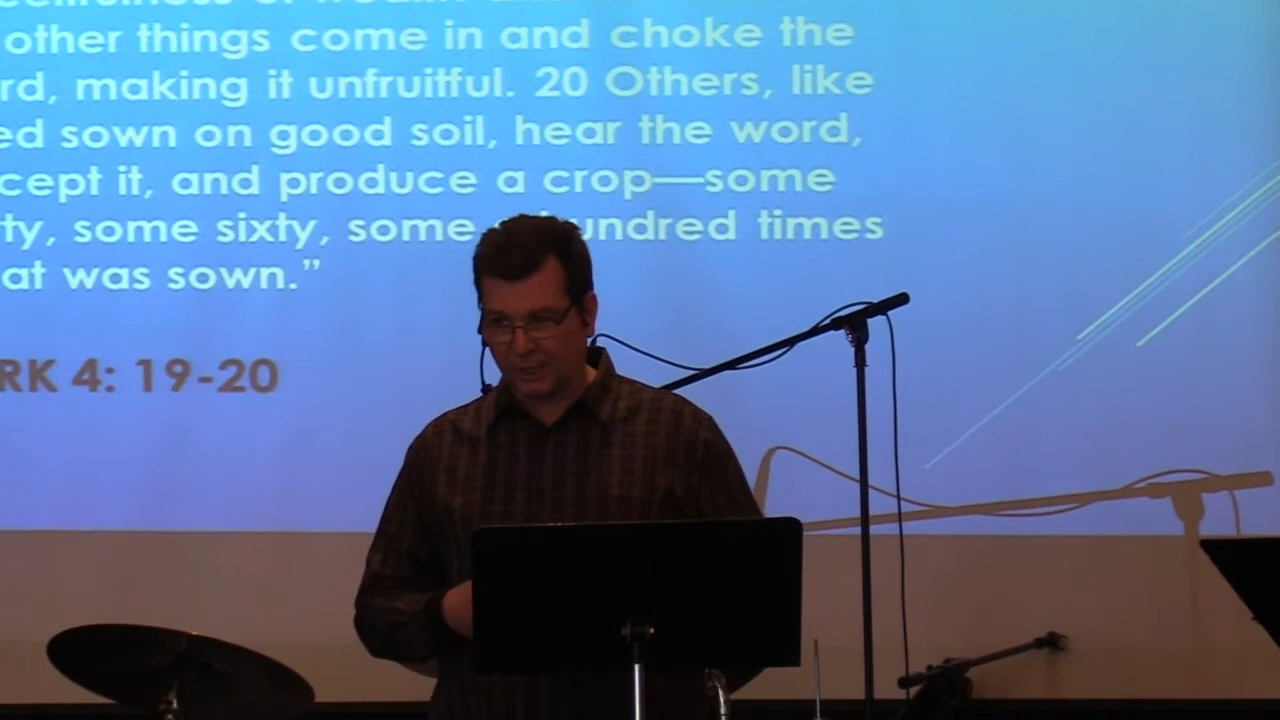 other things come in and choke the
rd, making it unfruitful. 20 Others, like
ed sown on good soil, hear the word,
cept it, and produce a crop—some
ty, some sixty, some a hundred times
at was sown.”
RK 4: 19-20